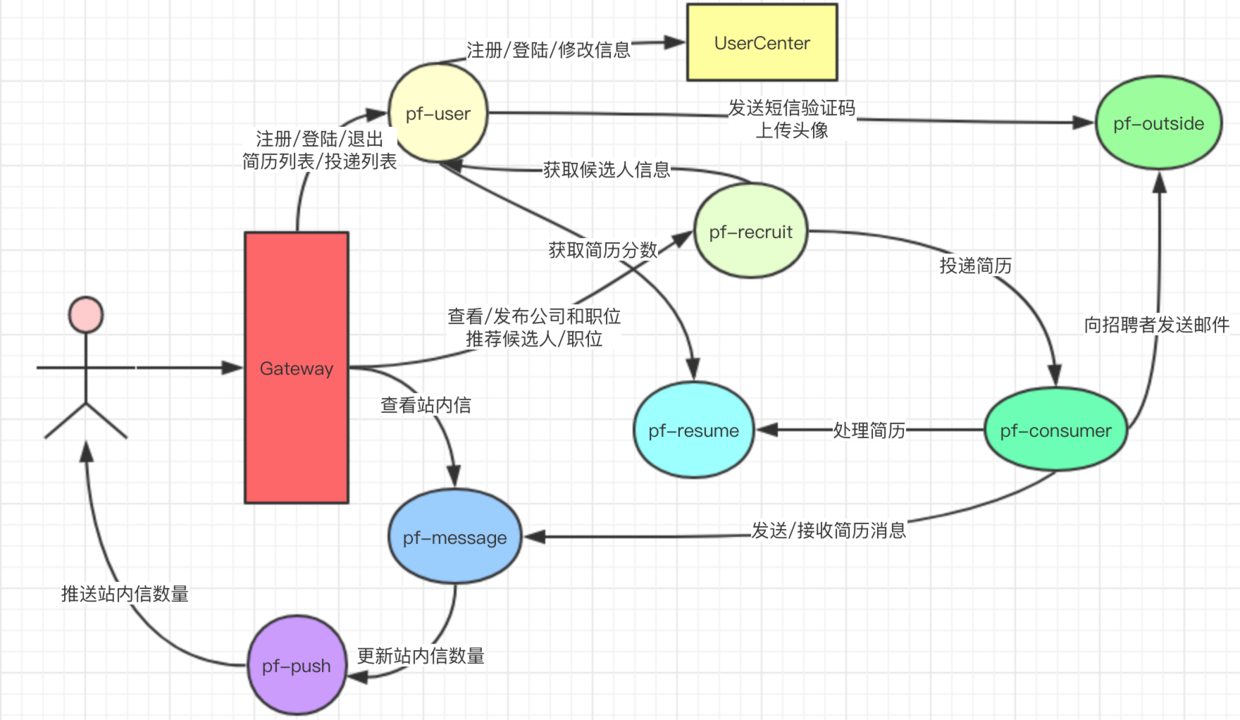 UserCenter
注册/登陆/修改信息
pf-user
发送短信验证码
上传头像
pf-outside
注册/登陆/退出
简历列表/投递列表
获取候选人信息
pf-recruit
获取简历分数
投递简历
查看/发布公司和职位
推荐候选人/职位
向招聘者发送邮件
Gateway
查看站内信
pf-resume
处理简历
pf-consumer
pf-message
发送/接收简历消息
推送站内信数量
更新站内信数量
pf-push